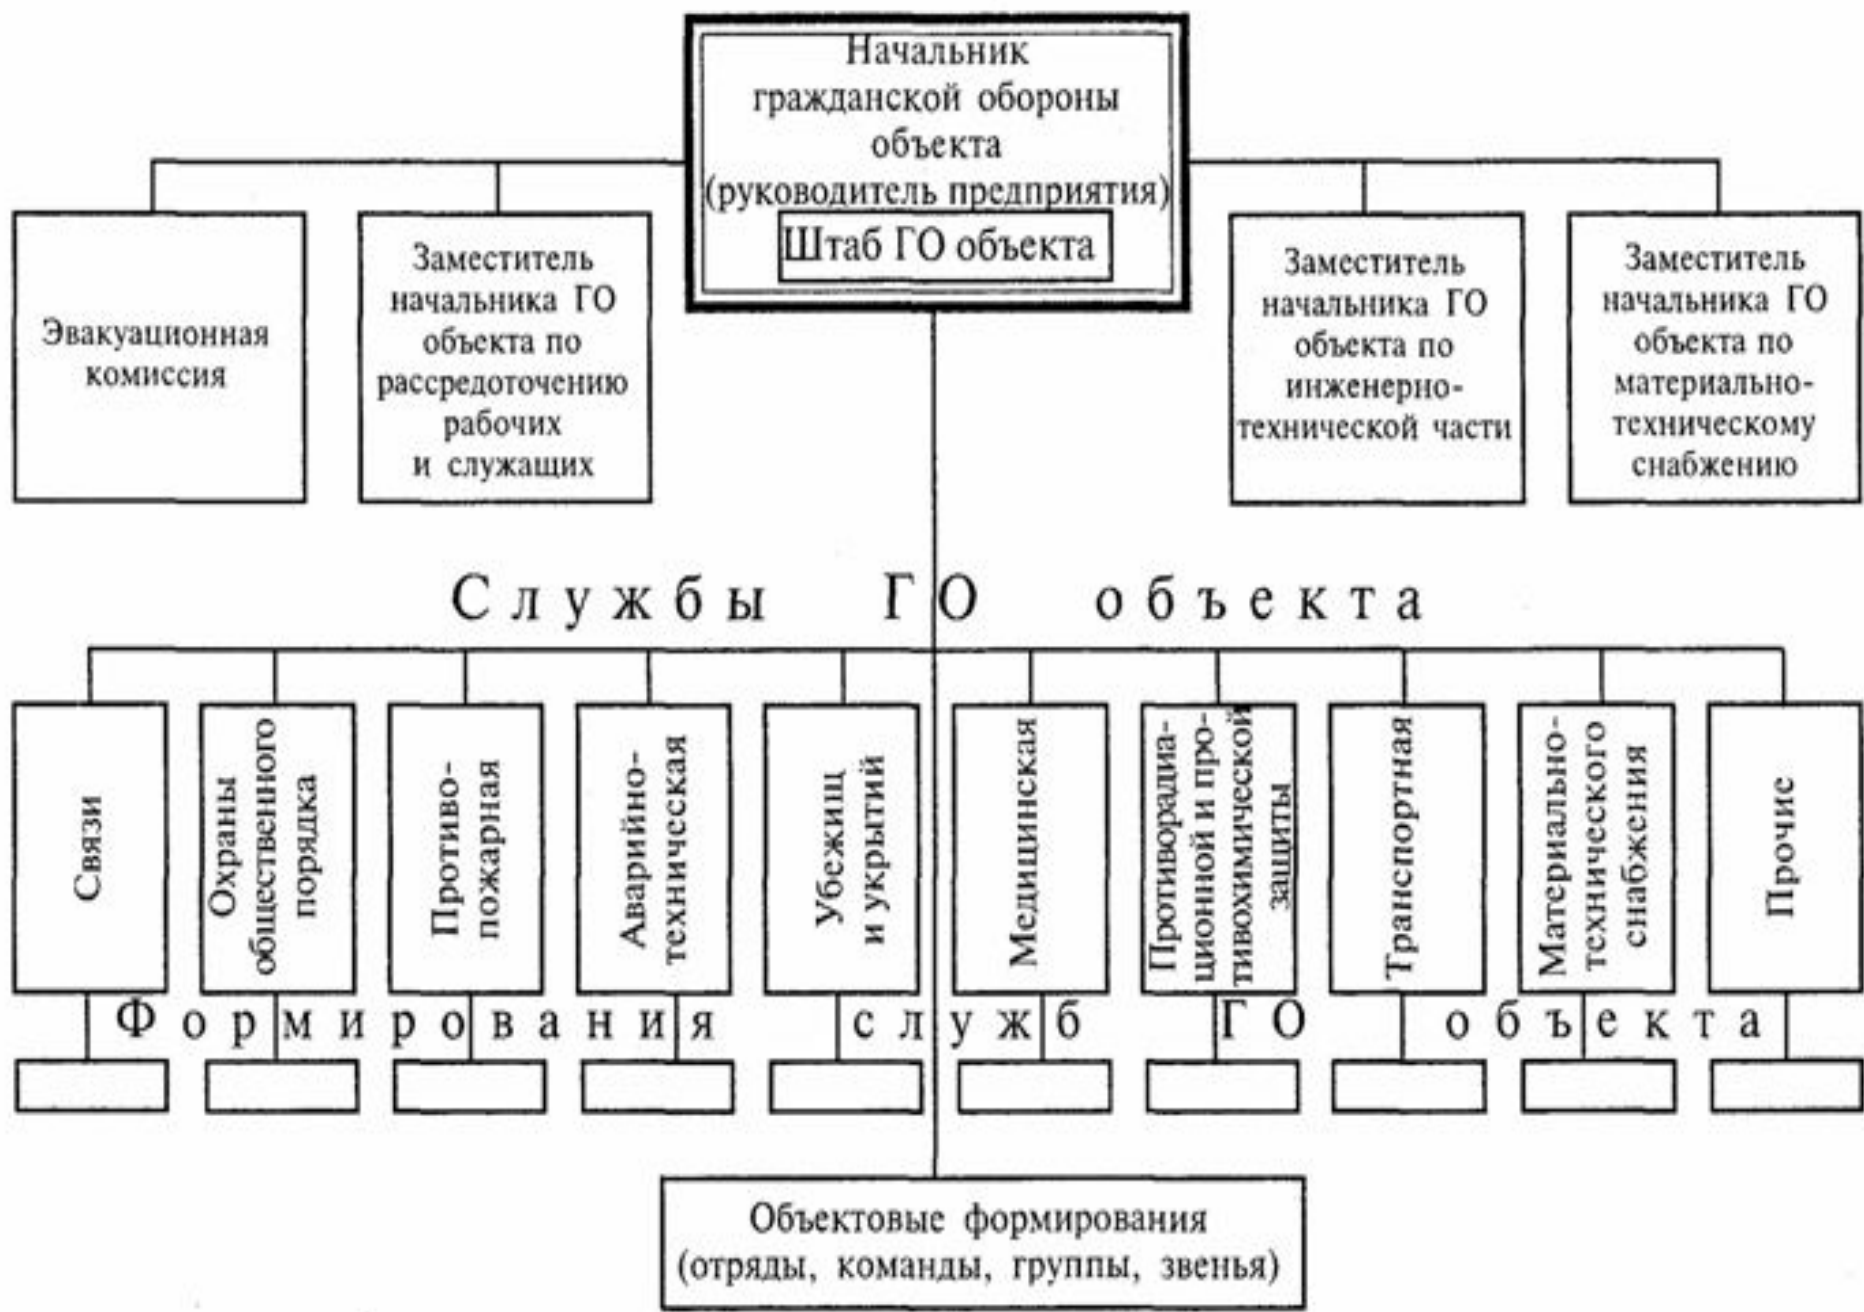 Начальник
гражданской обороны
объекта
(руководитель предприятия)
Штаб ГО объекта
Эвакуационная
комиссия
Заместитель
начальника ГО
объекта по
рассредоточению
рабочих
и служащих
Заместитель
начальника ГО
объекта по
инженерно-
технической части
Заместитель
начальника ГО
объекта по
материально-
техническому
снабжению
Службы ГО объекта
Связи
Охраны
общественного
порядка
Противо-
пожарная
Аварийно-
техническая
Убежищ
и укрытий
Медицинская
Противорадиа-
ционной и про-
тивохимической
защиты
Транспортная
Материально-
технического
снабжения
Прочие
Формирования служб ГО объекта
Объектовые формирования
(отряды, команды, группы, звенья)